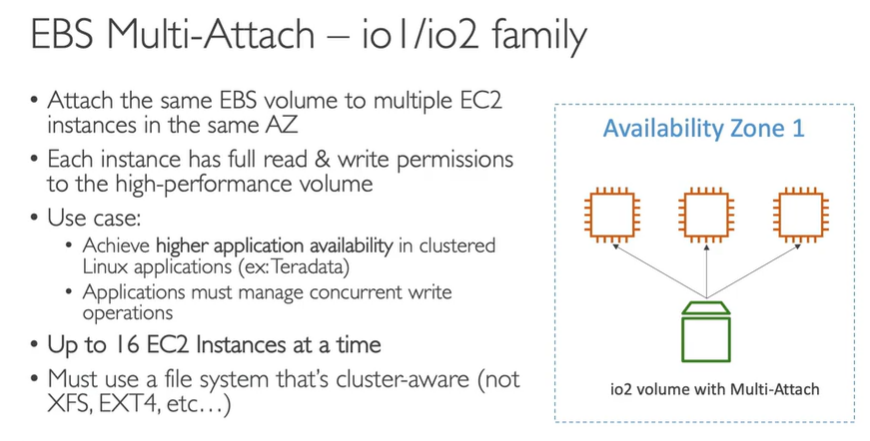 EBS Multi-Attach – io1/io2 family
• Attach the same EBS volume to multiple EC2
instances in the same AZ
• Each instance has full read & write permissions
to the high-performance volume
• Use case:
• Achieve higher application availability in clustered
Linux applications (ex: Teradata)
• Applications must manage concurrent write
operations
• Up to 16 EC2 Instances at a time
• Must use a file system that's cluster-aware (not
XFS, EXT4, etc…)
Availability Zone 1
io2 volume with Multi-Attach